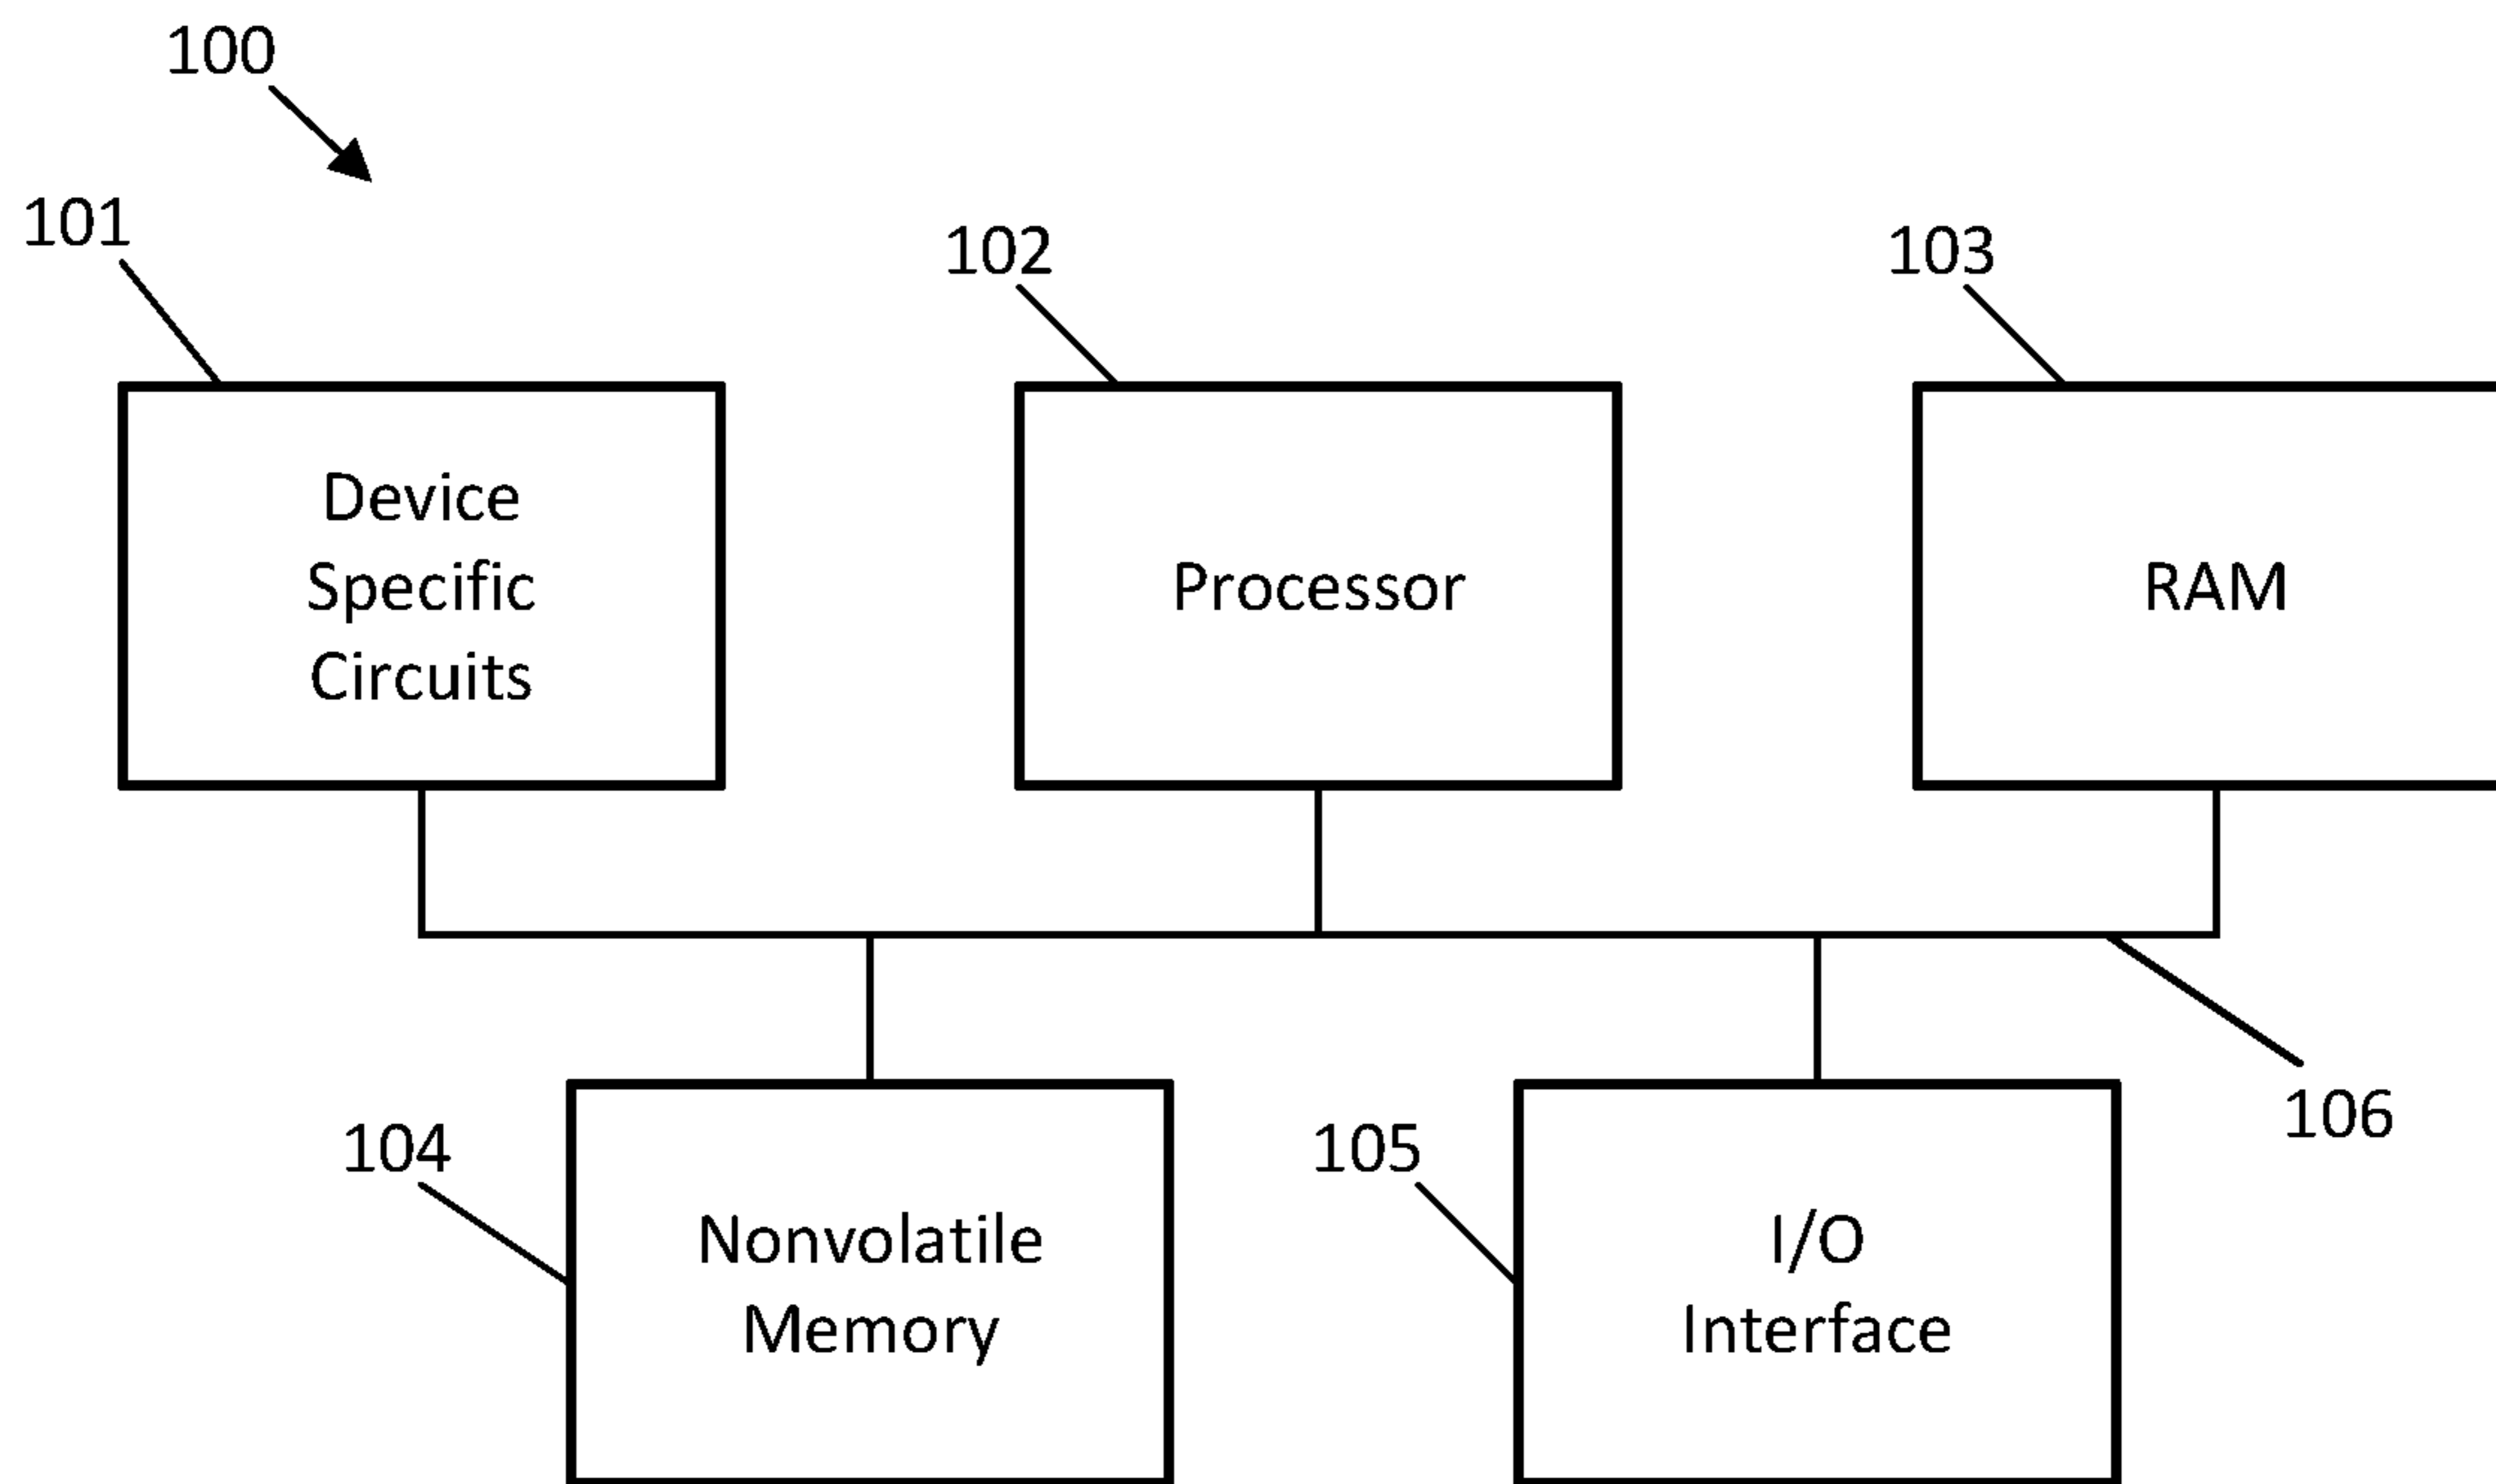 100
101
102
103
Device
Specific
Circuits
Processor
RAM
104
105
106
Nonvolatile
Memory
I/O
Interface